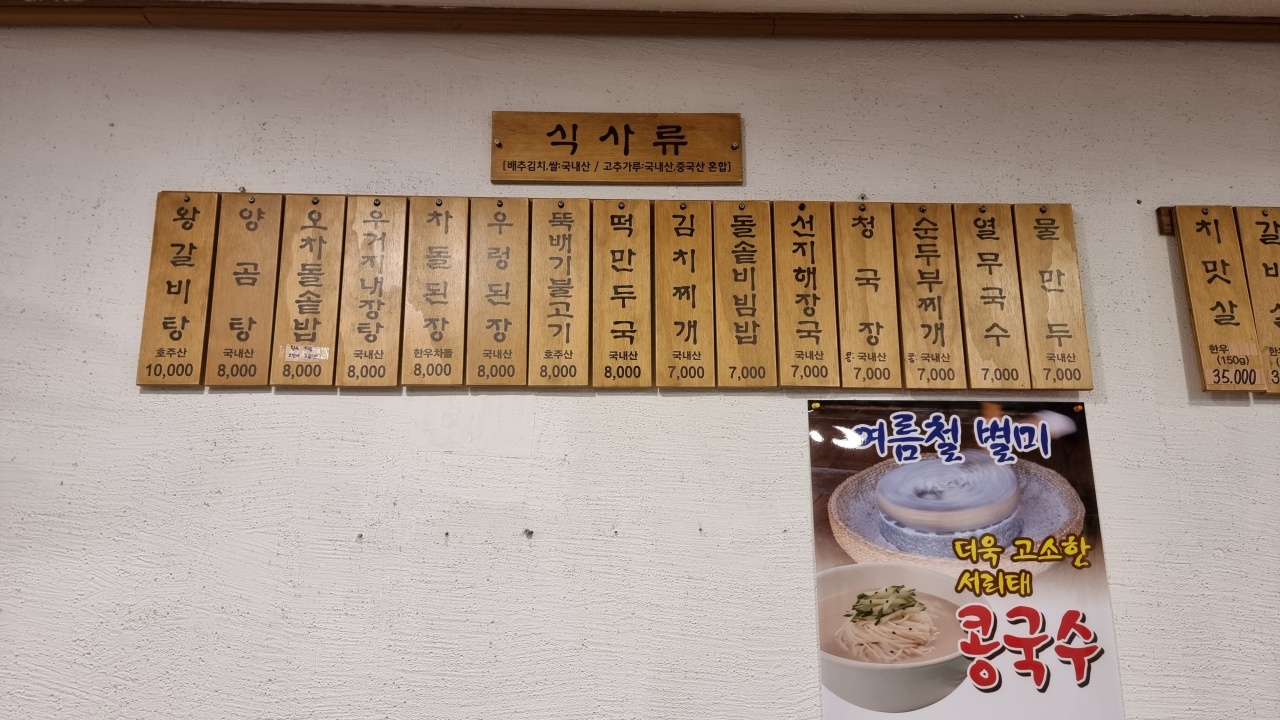 식사류
[배추김치,쌀:국내산 / 고추가루:국내산,중국산 혼합]
왕갈비탕
호주산
10,000
양곰탕
국내산
8,000
오차돌솥밥
8,000
우거지내장탕
국내산
8,000
차돌된장
한우차돌
8,000
우렁된장
국내산
8,000
뚝배기불고기
호주산
8,000
떡만두국
국내산
8,000
김치찌개
국내산
7,000
돌솥비빔밥
7,000
선지해장국
국내산
7,000
청국장
콩: 국내산
7,000
순두부찌개
콩: 국내산
7,000
열무국수
7,000
물만두
국내산
7,000
치맛살
한우
(150g)
35.000
여름철 별미
더욱 고소한
서리태
콩국수